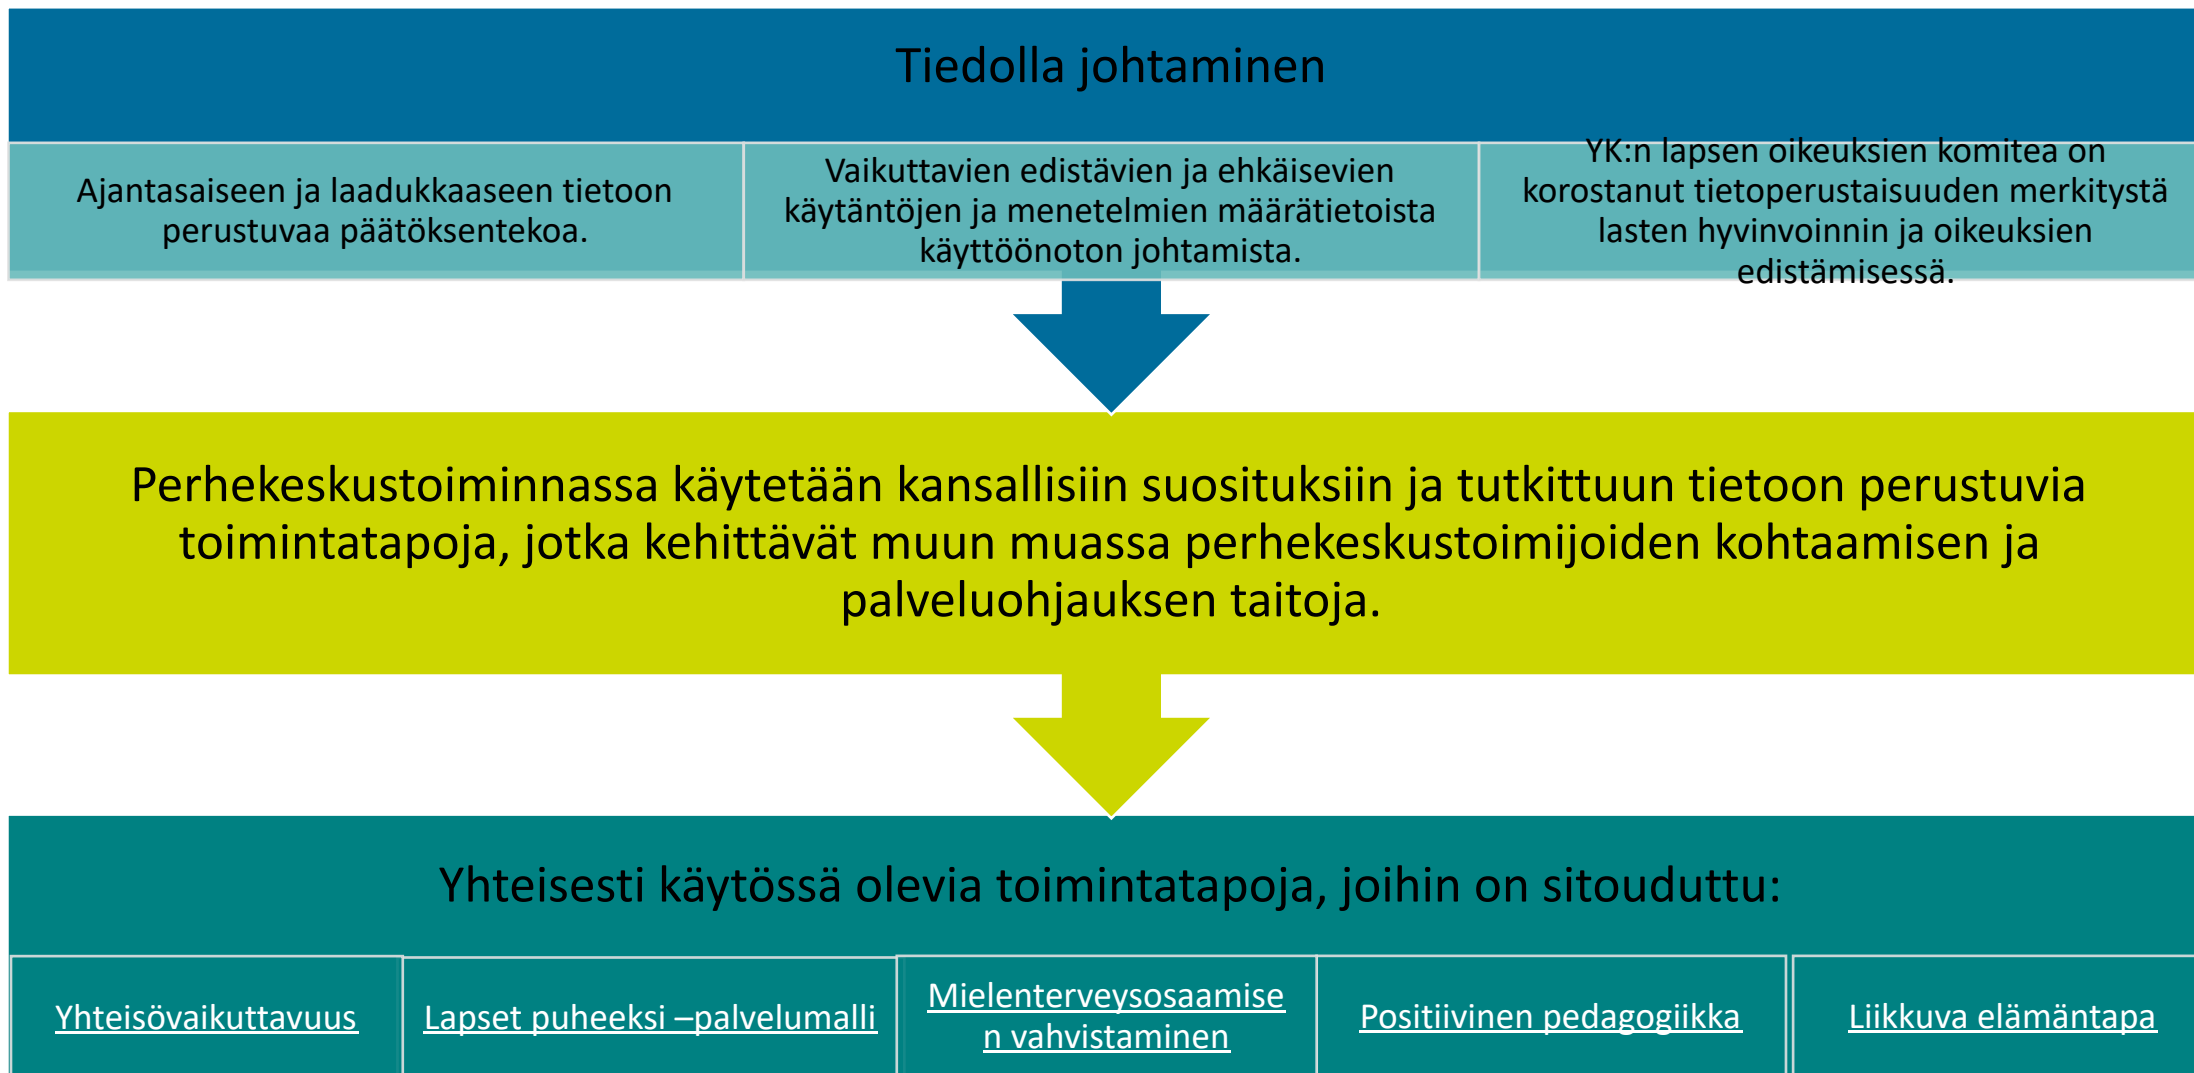 Tiedolla johtaminen
Ajantasaiseen ja laadukkaaseen tietoon
perustuvaa päätöksentekoa.
Vaikuttavien edistävien ja ehkäisevien
käytäntöjen ja menetelmien määrätietoista
käyttöönoton johtamista.
YK:n lapsen oikeuksien komitea on
korostanut tietoperustaisuuden merkitystä
lasten hyvinvoinnin ja oikeuksien
edistämisessä.
Perhekeskustoiminnassa käytetään kansallisiin suosituksiin ja tutkittuun tietoon perustuvia
toimintatapoja, jotka kehittävät muun muassa perhekeskustoimijoiden kohtaamisen ja
palveluohjauksen taitoja.
Yhteisesti käytössä olevia toimintatapoja, joihin on sitouduttu:
Yhteisövaikuttavuus
Lapset puheeksi –palvelumalli
Mielenterveysosaamise
n vahvistaminen
Positiivinen pedagogiikka
Liikkuva elämäntapa